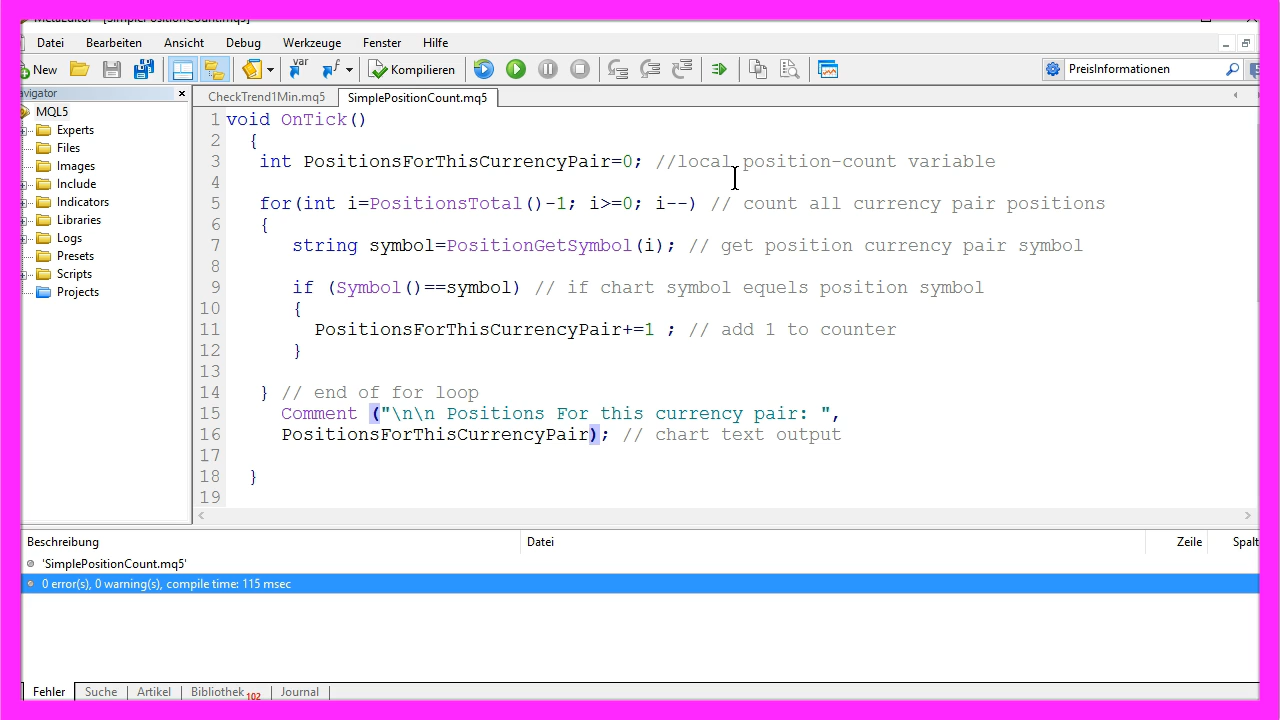 MetaEditor - [SimplePositionCount.mq5]
Datei Bearbeiten Ansicht Debug Werkzeuge Fenster Hilfe
New var Kompilieren PreisInformationen
avigator
CheckTrend1Min.mq5 SimplePositionCount.mq5
MQL5
Experts
Files
Images
Include
Indicators
Libraries
Logs
Presets
Scripts
Projects
1 void OnTick()
2 {
3 int PositionsForThisCurrencyPair=0; //local position-count variable
4
5 for(int i=PositionsTotal()-1; i>=0; i--) // count all currency pair positions
6 {
7 string symbol=PositionGetSymbol(i); // get position currency pair symbol
8
9 if (Symbol()==symbol) // if chart symbol equels position symbol
10 {
11 PositionsForThisCurrencyPair+=1 ; // add 1 to counter
12 }
13
14 } // end of for loop
15 Comment ("\n\n Positions For this currency pair: ",
16 PositionsForThisCurrencyPair); // chart text output
17
18 }
19
Beschreibung Datei Zeile Spalt
'SimplePositionCount.mq5'
0 error(s), 0 warning(s), compile time: 115 msec
Fehler Suche Artikel Bibliothek 102 Journal